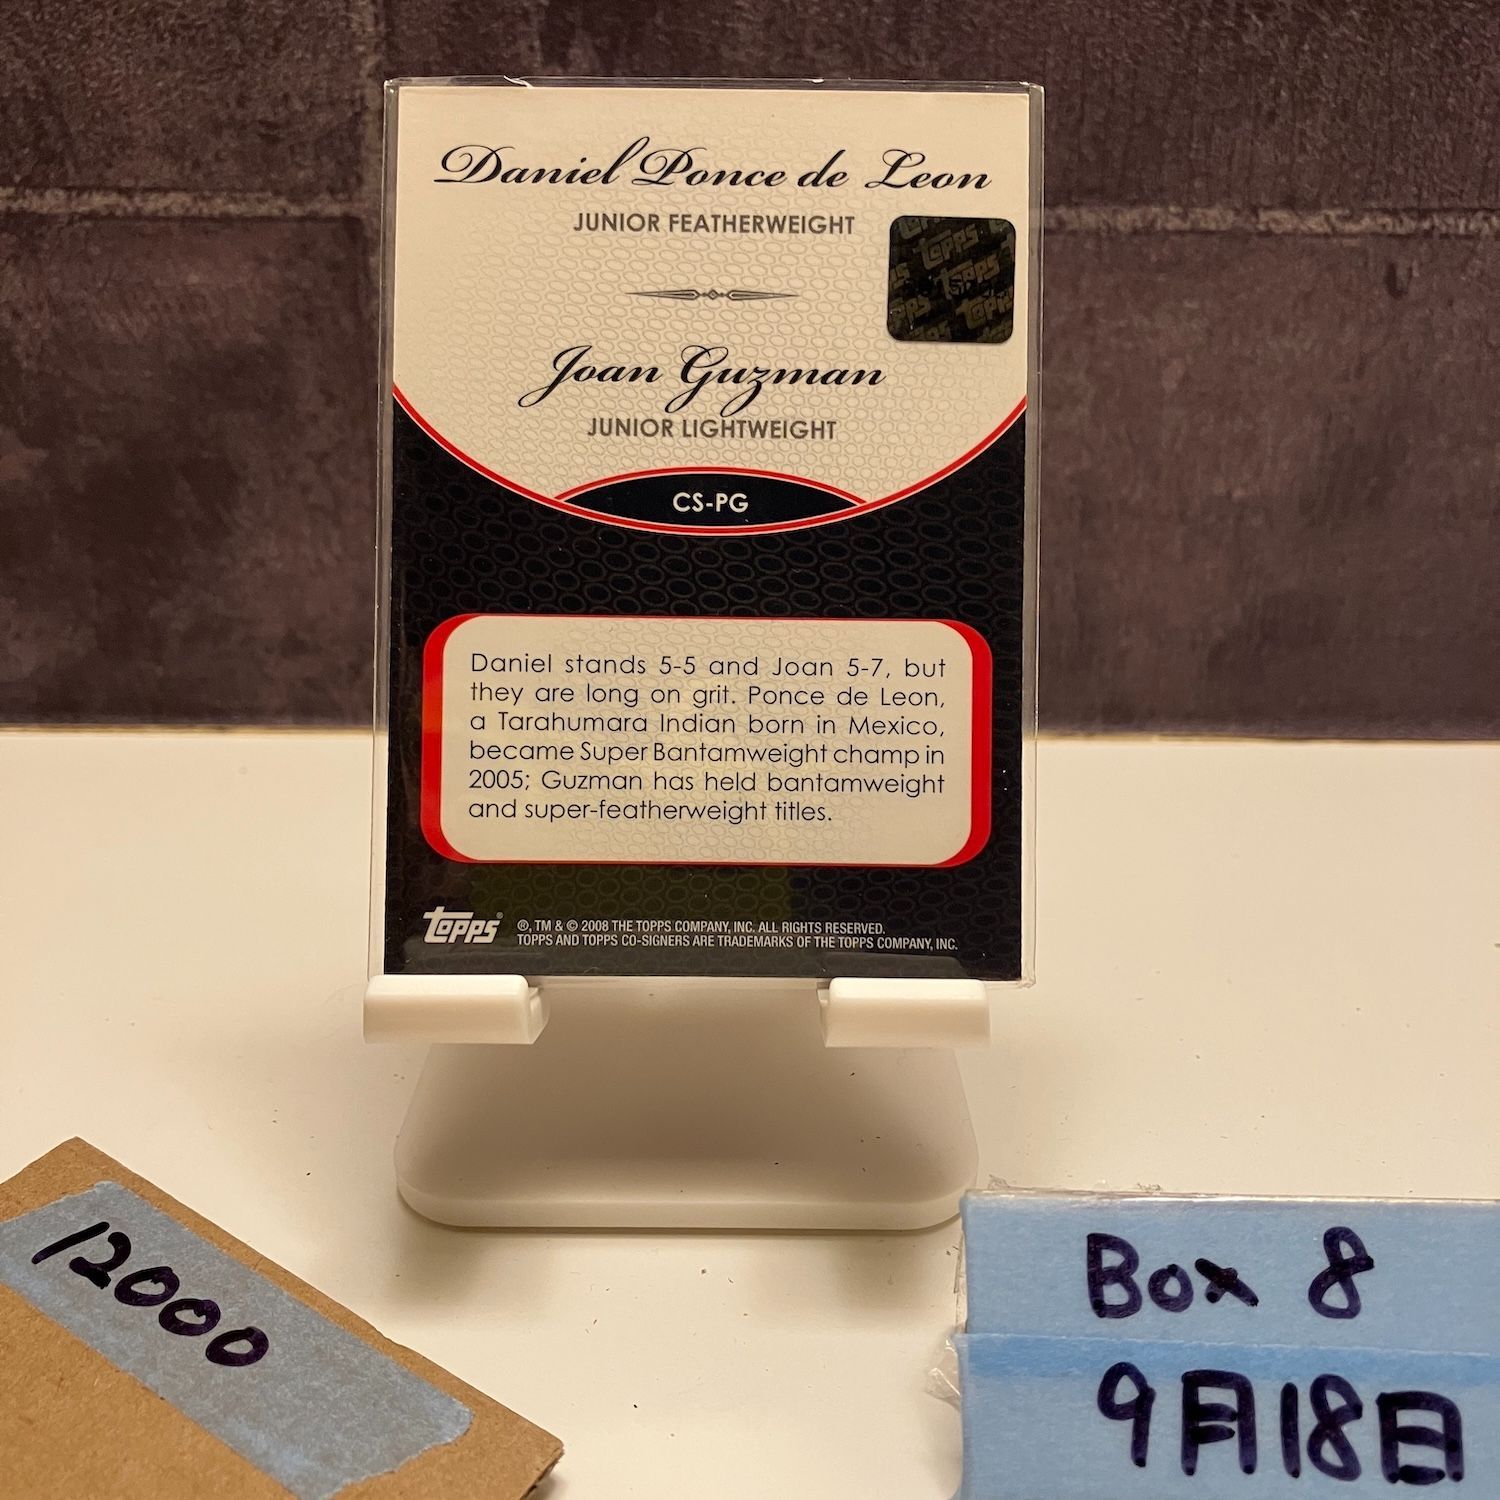 Daniel Ponce de Leon
JUNIOR FEATHERWEIGHT
topps
topps
topps
Joan Guzman
JUNIOR LIGHTWEIGHT
CS-PG
Daniel stands 5-5 and Joan 5-7, but
they are long on grit. Ponce de Leon,
a Tarahumara Indian born in Mexico,
became Super Bantamweight champ in
2005; Guzman has held bantamweight
and super-featherweight titles.
topps®
®, TM & © 2008 THE TOPPS COMPANY, INC. ALL RIGHTS RESERVED.
TOPPS AND TOPPS CO-SIGNERS ARE TRADEMARKS OF THE TOPPS COMPANY, INC.
12000
Box 8
9月18日